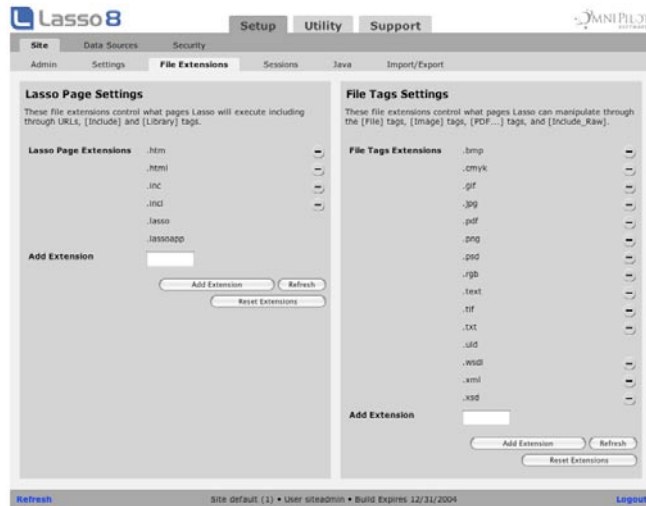 Lasso 8
Setup Utility Support
OMNIPILOT
SOFTWARE
Site Data Sources Security
Admin Settings File Extensions Sessions Java Import/Export
Lasso Page Settings
These file extensions control what pages Lasso will execute including
through URLs, [Include] and [Library] tags.
Lasso Page Extensions .htm
.html
.inc
.incl
.lasso
.lassoapp
Add Extension
Add Extension Refresh
Reset Extensions
File Tags Settings
These file extensions control what pages Lasso can manipulate through
the [File] tags, [Image] tags, [PDF...] tags, and [Include_Raw].
File Tags Extensions .bmp
.cmyk
.gif
.jpg
.pdf
.png
.psd
.rgb
.text
.tif
.txt
.uld
.wsdl
.xml
.xsd
Add Extension
Add Extension Refresh
Reset Extensions
Refresh Site default (1) • User siteadmin • Build Expires 12/31/2004 Logout